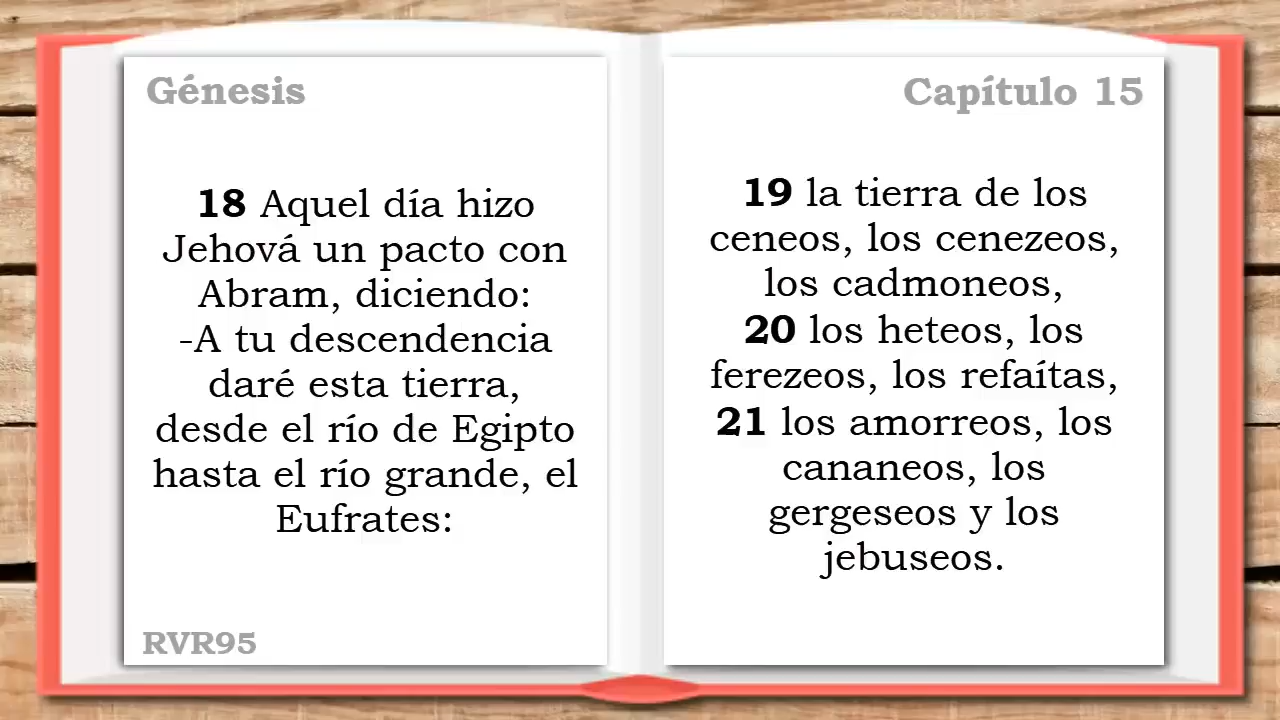 Génesis
18 Aquel día hizo
Jehová un pacto con
Abram, diciendo:
-A tu descendencia
daré esta tierra,
desde el río de Egipto
hasta el río grande, el
Eufrates:
RVR95
Capítulo 15
19 la tierra de los
ceneos, los cenezeos,
los cadmoneos,
20 los heteos, los
ferezeos, los refaítas,
21 los amorreos, los
cananeos, los
gergeseos y los
jebuseos.